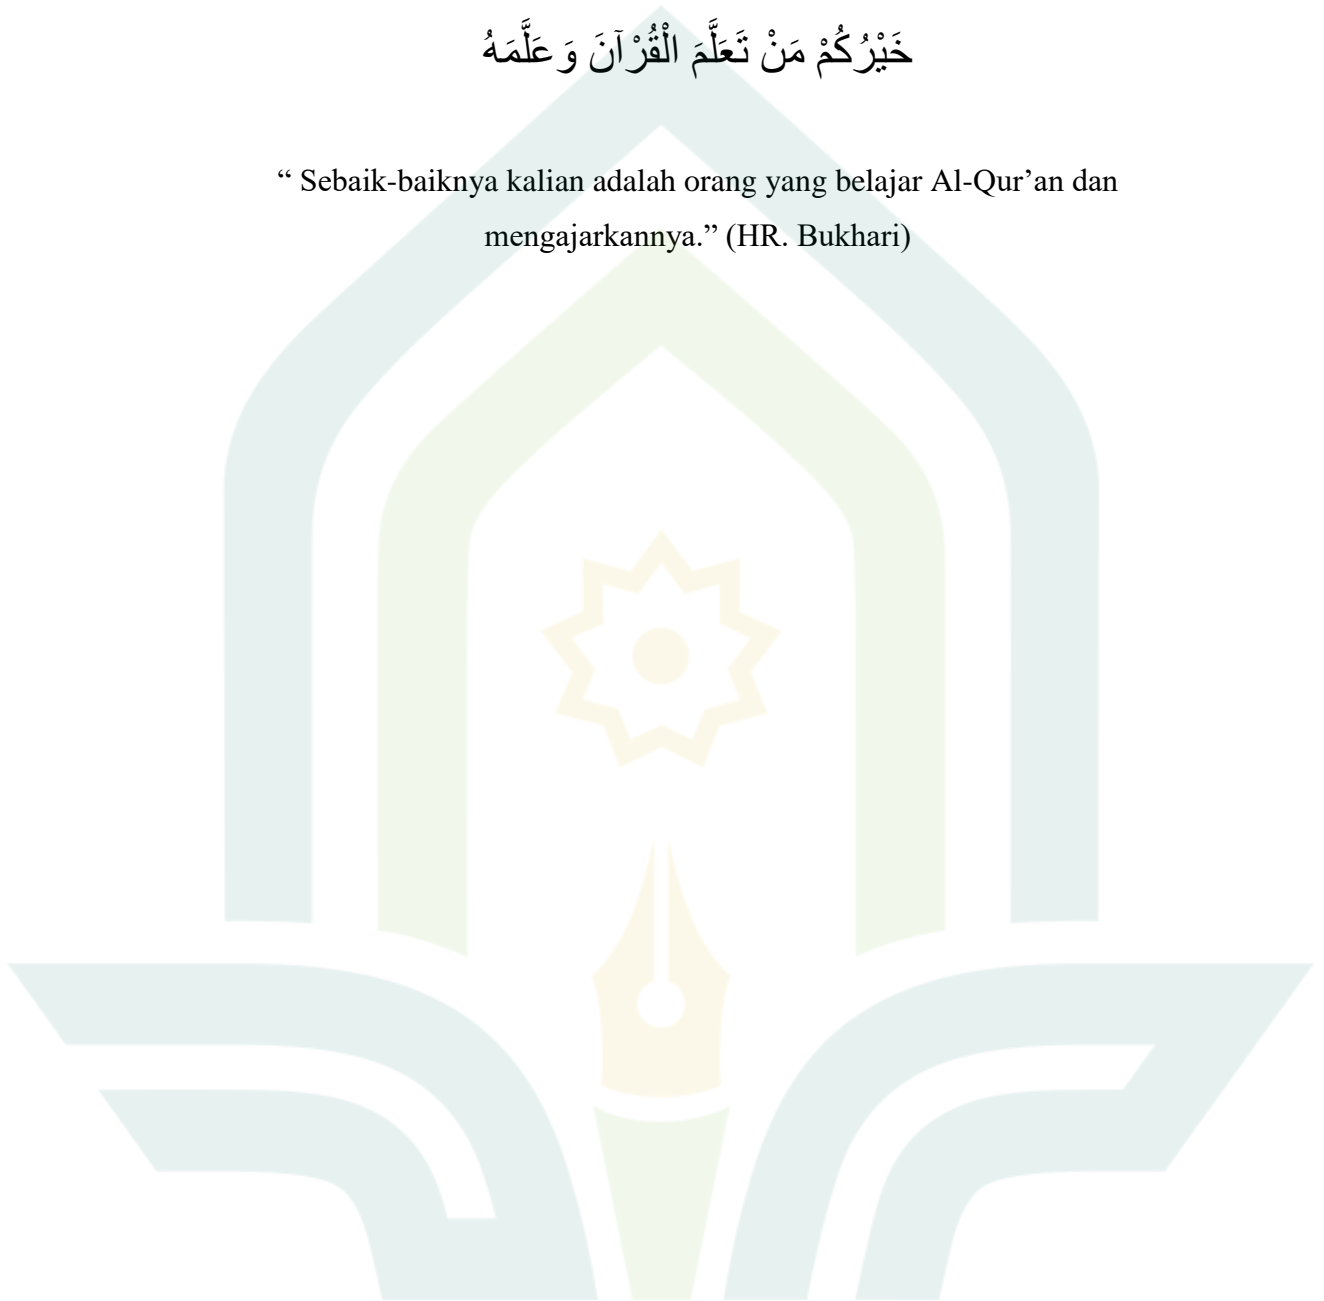 خَيْرُكُمْ مَنْ تَعَلَّمَ الْقُرْآنَ وَ عَلَّمَهُ
“ Sebaik-baiknya kalian adalah orang yang belajar Al-Qur’an dan
mengajarkannya.” (HR. Bukhari)